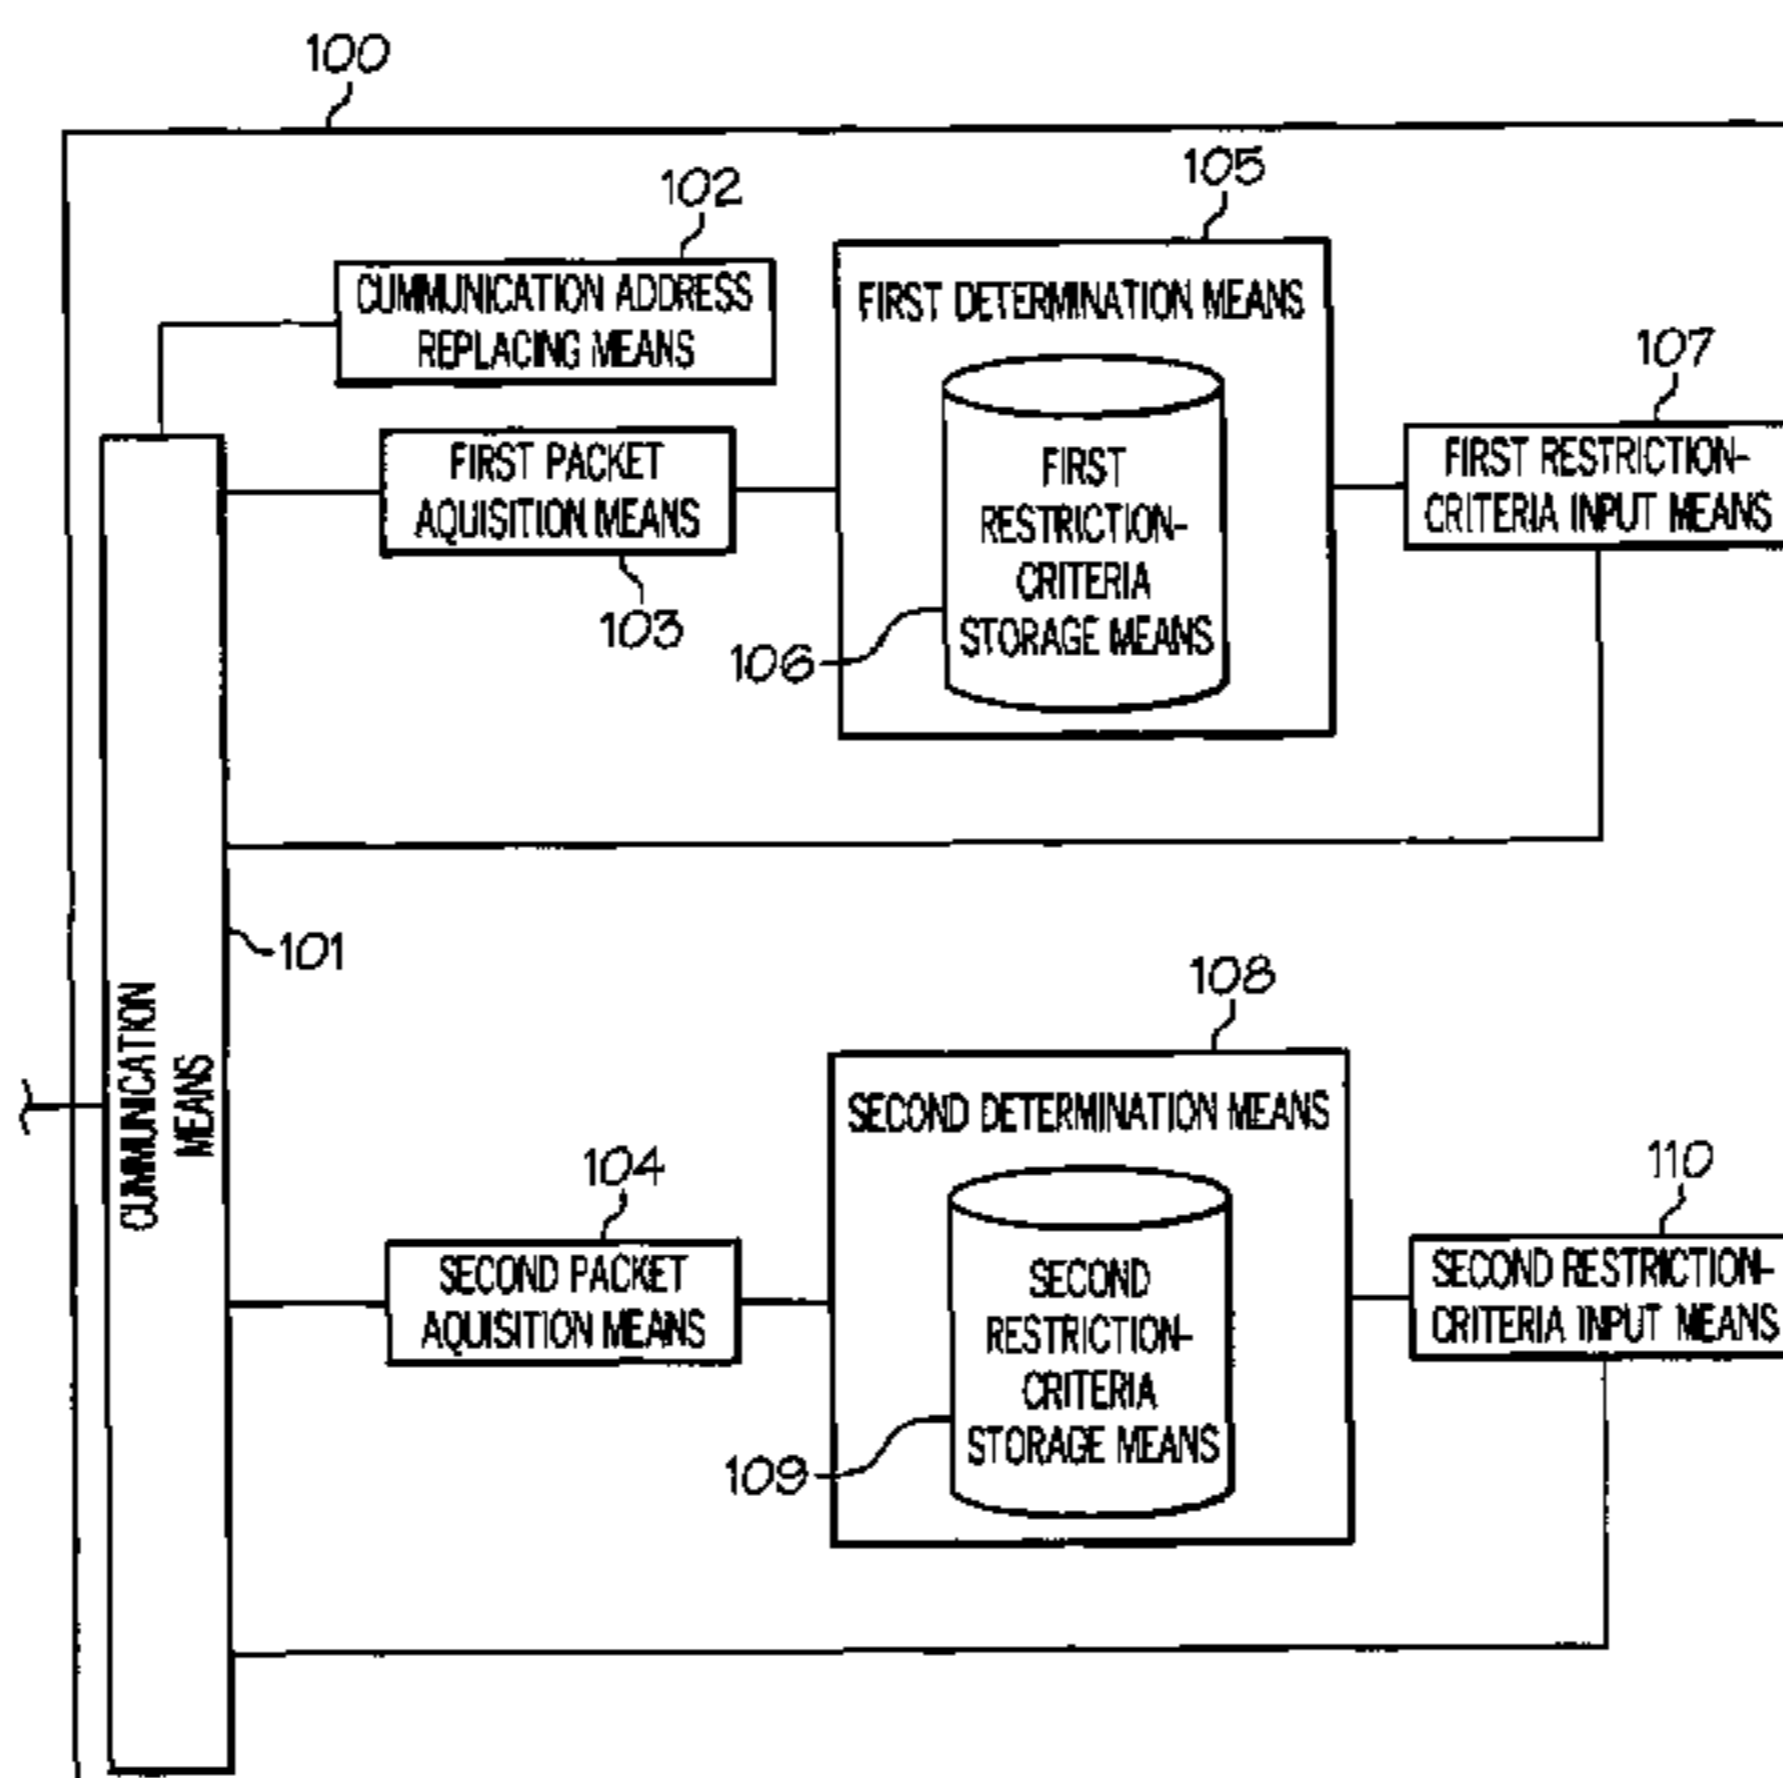 100
102
105
CUMMUNICATION ADDRESS
REPLACING MEANS
FIRST DETERMINATION MEANS
107
FIRST PACKET
AQUISITION MEANS
103
FIRST
RESTRICTION-
CRITERIA
STORAGE MEANS
106
FIRST RESTRICTION-
CRITERIA INPUT MEANS
101
CUMMUNICATION
MEANS
108
SECOND DETERMINATION MEANS
104
SECOND PACKET
AQUISITION MEANS
SECOND
RESTRICTION-
CRITERIA
STORAGE MEANS
109
110
SECOND RESTRICTION-
CRITERIA INPUT MEANS